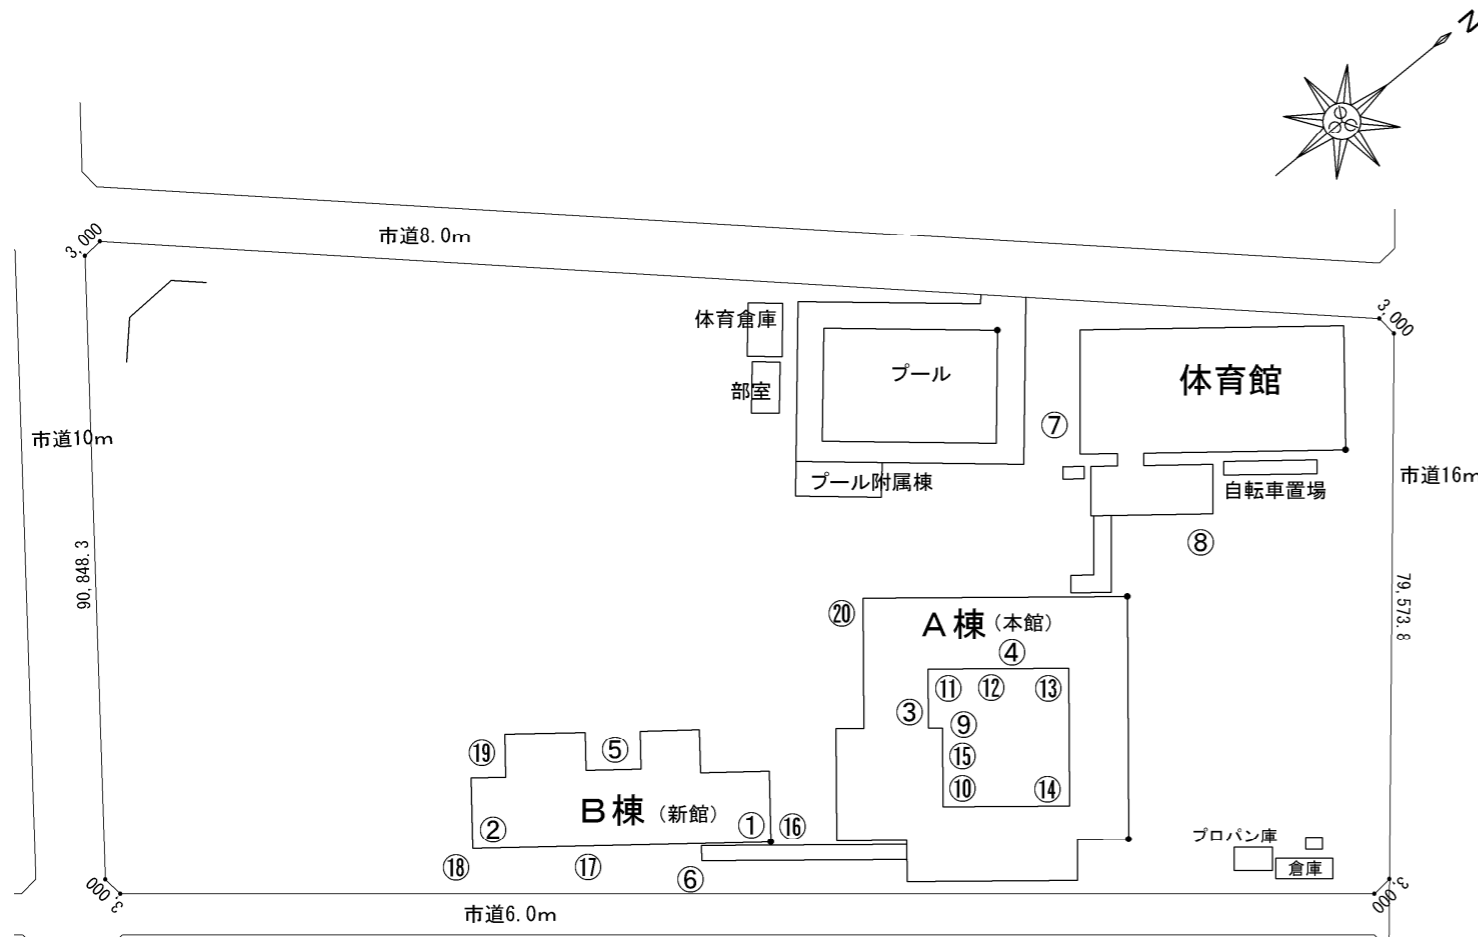 N
市道8.0m
3,000
3,000
体育倉庫
部室
プール
体育館
⑦
市道10m
プール附属棟
自転車置場
市道16m
⑧
90,848.3
79,573.8
⑳
A棟（本館）
④
⑪
⑫
⑬
③
⑨
⑮
⑩
⑭
⑲
⑤
B棟（新館）
②
①
⑯
プロパン庫
倉庫
⑱
⑰
⑥
3,000
3,000
市道6.0m